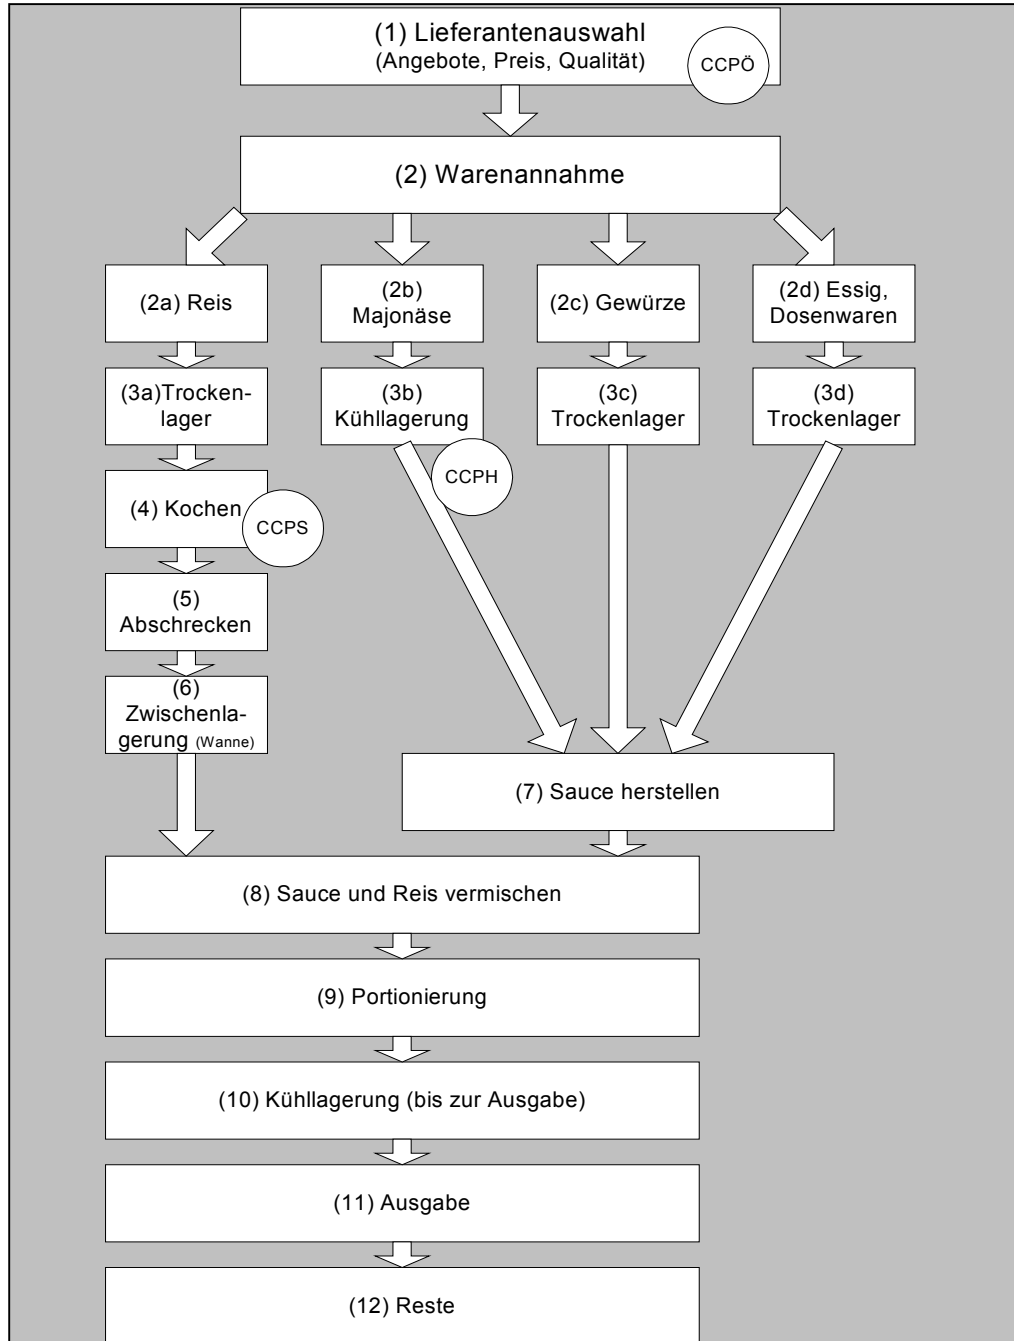 (1) Lieferantenauswahl
(Angebote, Preis, Qualität)
CCPÖ
(2) Warenannahme
(2a) Reis
(2b)
Majonäse
(2c) Gewürze
(2d) Essig,
Dosenwaren
(3a)Trocken-
lager
(3b)
Kühllagerung
(3c)
Trockenlager
(3d)
Trockenlager
CCPH
(4) Kochen
CCPS
(5)
Abschrecken
(6)
Zwischenla-
gerung (Wanne)
(7) Sauce herstellen
(8) Sauce und Reis vermischen
(9) Portionierung
(10) Kühllagerung (bis zur Ausgabe)
(11) Ausgabe
(12) Reste